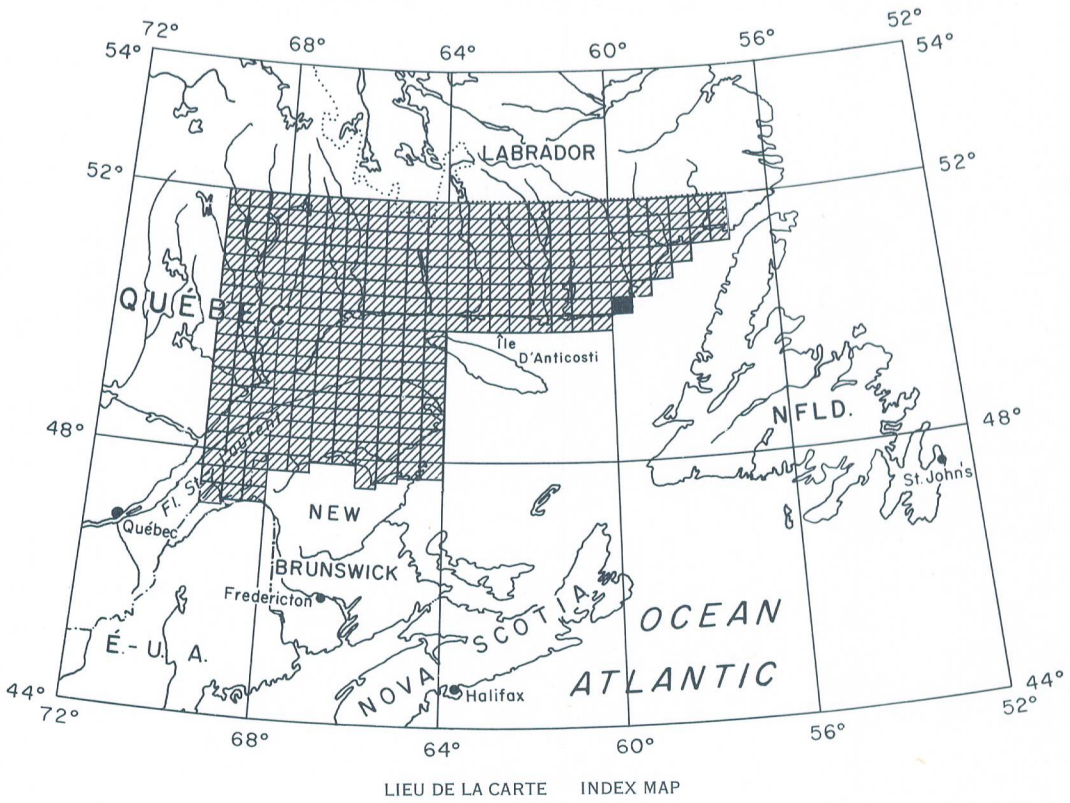 72° 68° 64° 60° 56° 52°
54° 54°
LABRADOR
52° 52°
QUÉBEC
Île
D'Anticosti
NFLD.
48° 48°
Fl. St Laurent
St. John's
Québec
NEW
BRUNSWICK
Fredericton
NOVA SCOTIA
OCEAN
ATLANTIC
É.-U. A.
Halifax
44° 44°
72° 68° 64° 60° 56° 52°
LIEU DE LA CARTE INDEX MAP